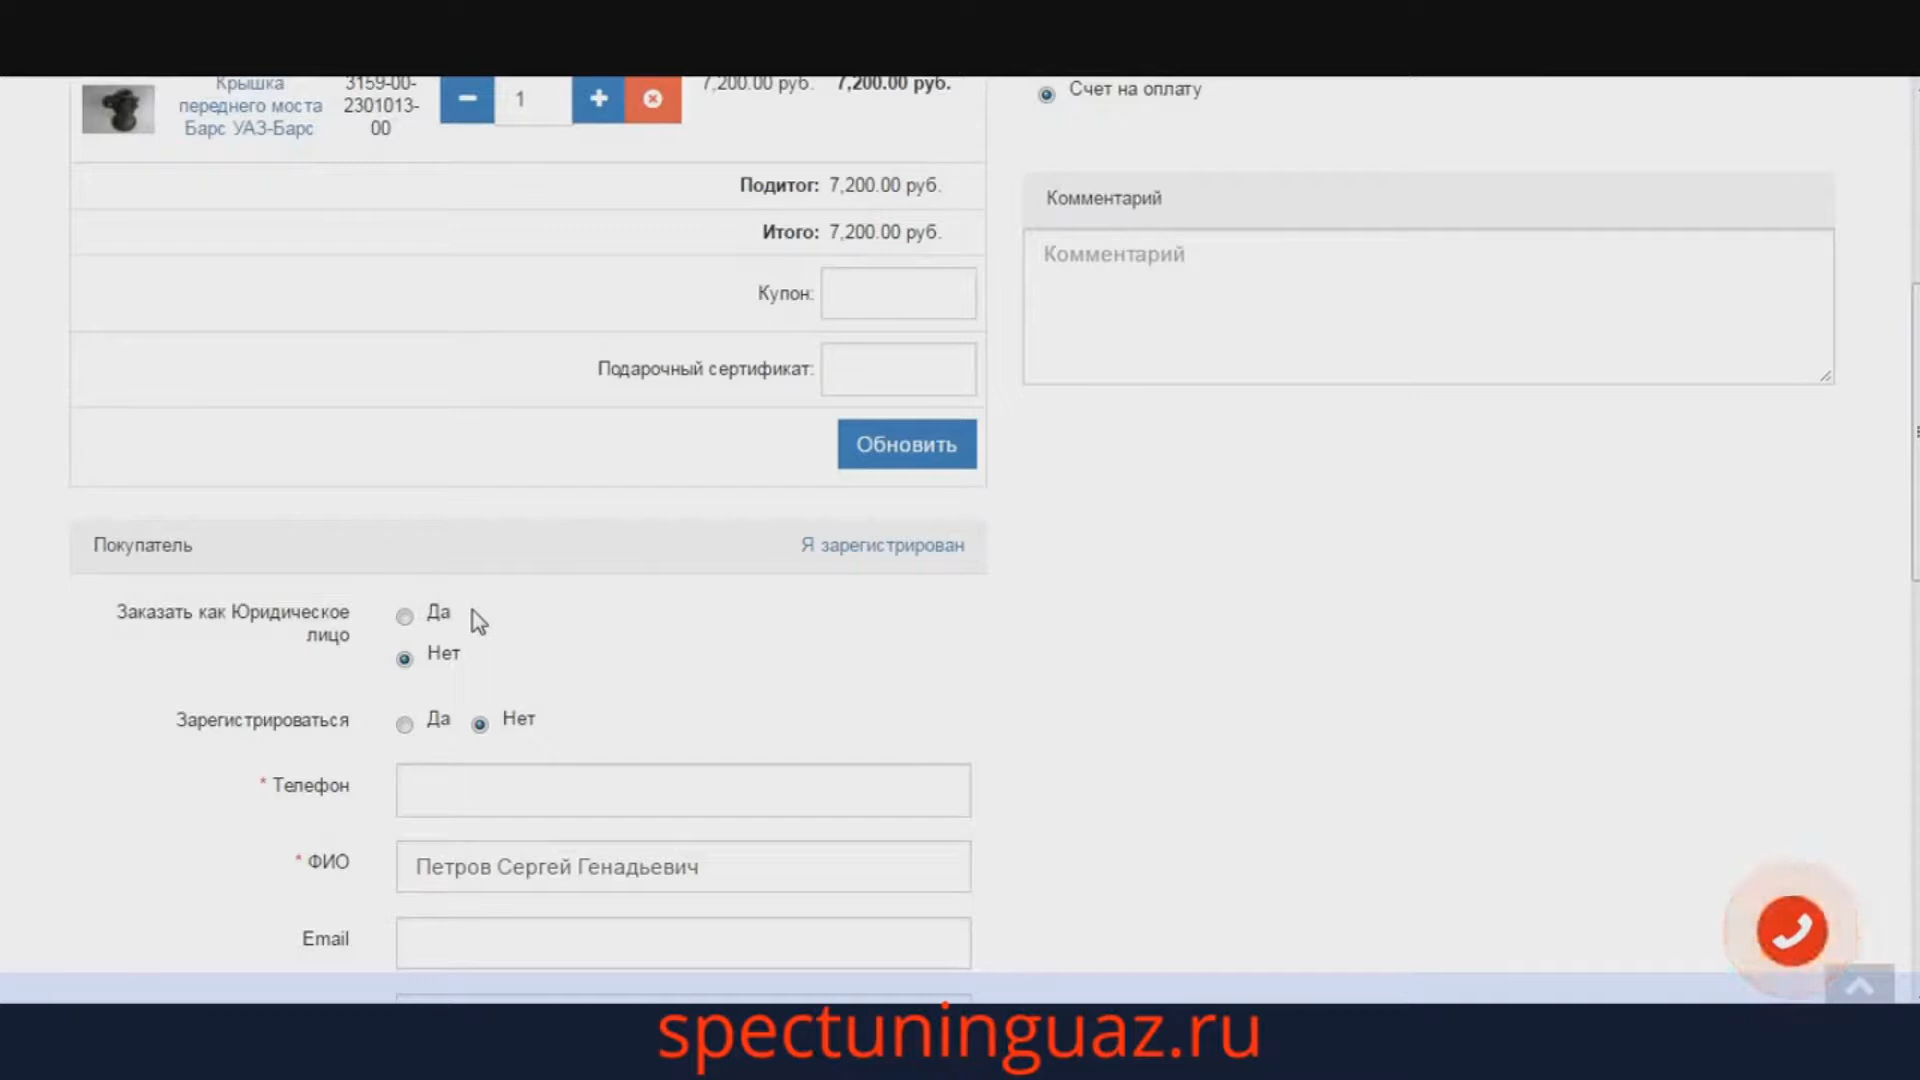 Крышка
переднего моста
Барс УАЗ-Барс
3159-00-
2301013-
00
1
7,200.00 руб.
7,200.00 руб.
Счет на оплату
Подитог: 7,200.00 руб.
Итого: 7,200.00 руб.
Купон:
Подарочный сертификат:
Обновить
Комментарий
Комментарий
Покупатель
Я зарегистрирован
Заказать как Юридическое
лицо
Да
Нет
Зарегистрироваться
Да
Нет
* Телефон
* ФИО
Петров Сергей Генадьевич
Email
spectuninguaz.ru